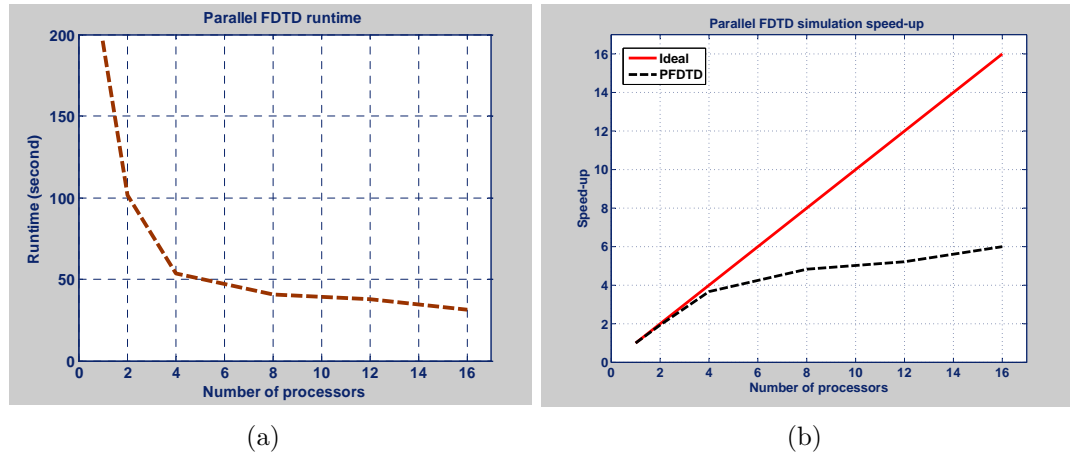 Parallel FDTD runtime
200
150
100
50
0
Runtime (second)
0 2 4 6 8 10 12 14 16
Number of processors
(a)
Parallel FDTD simulation speed-up
Ideal
PFDTD
16
14
12
10
8
6
4
2
0
Speed-up
0 2 4 6 8 10 12 14 16
Number of processors
(b)